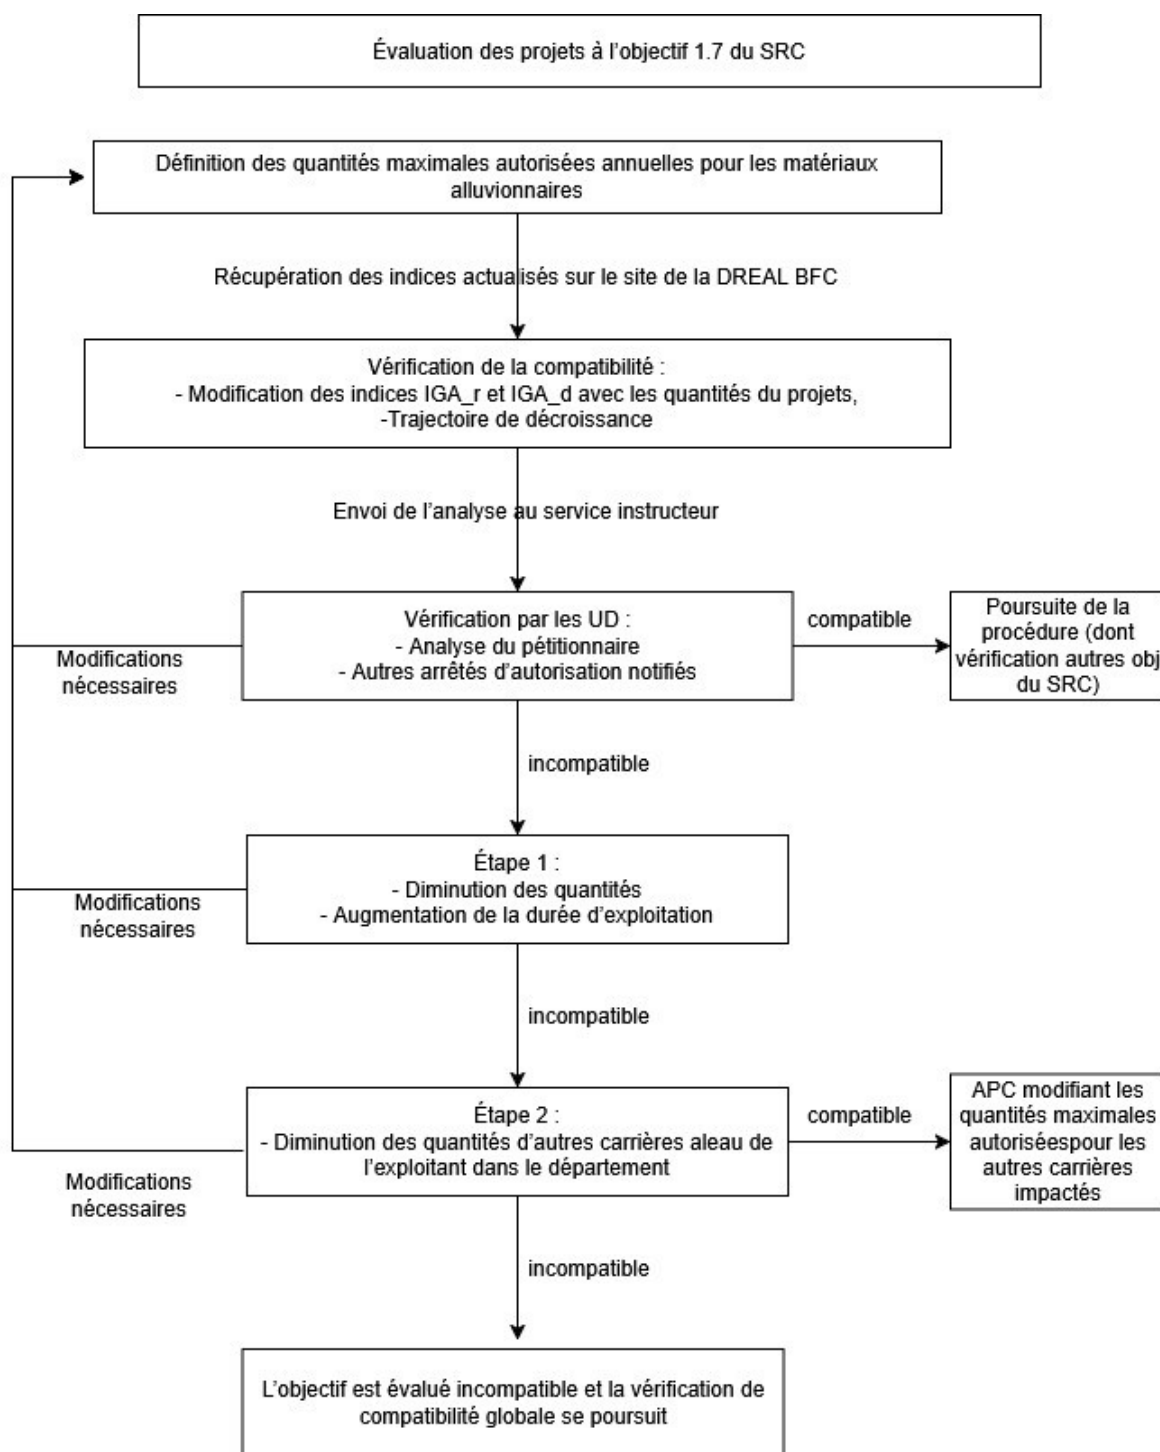 Évaluation des projets à l'objectif 1.7 du SRC
Définition des quantités maximales autorisées annuelles pour les matériaux
alluvionnaires
Récupération des indices actualisés sur le site de la DREAL BFC
Vérification de la compatibilité :
- Modification des indices IGA_r et IGA_d avec les quantités du projets,
-Trajectoire de décroissance
Envoi de l'analyse au service instructeur
Vérification par les UD :
- Analyse du pétitionnaire
- Autres arrêtés d'autorisation notifiés
compatible
Poursuite de la
procédure (dont
vérification autres obj
du SRC)
Modifications
nécessaires
incompatible
Étape 1 :
- Diminution des quantités
- Augmentation de la durée d'exploitation
Modifications
nécessaires
incompatible
Étape 2 :
- Diminution des quantités d'autres carrières aleau de
l'exploitant dans le département
compatible
APC modifiant les
quantités maximales
autoriséespour les
autres carrières
impactés
Modifications
nécessaires
incompatible
L'objectif est évalué incompatible et la vérification de
compatibilité globale se poursuit